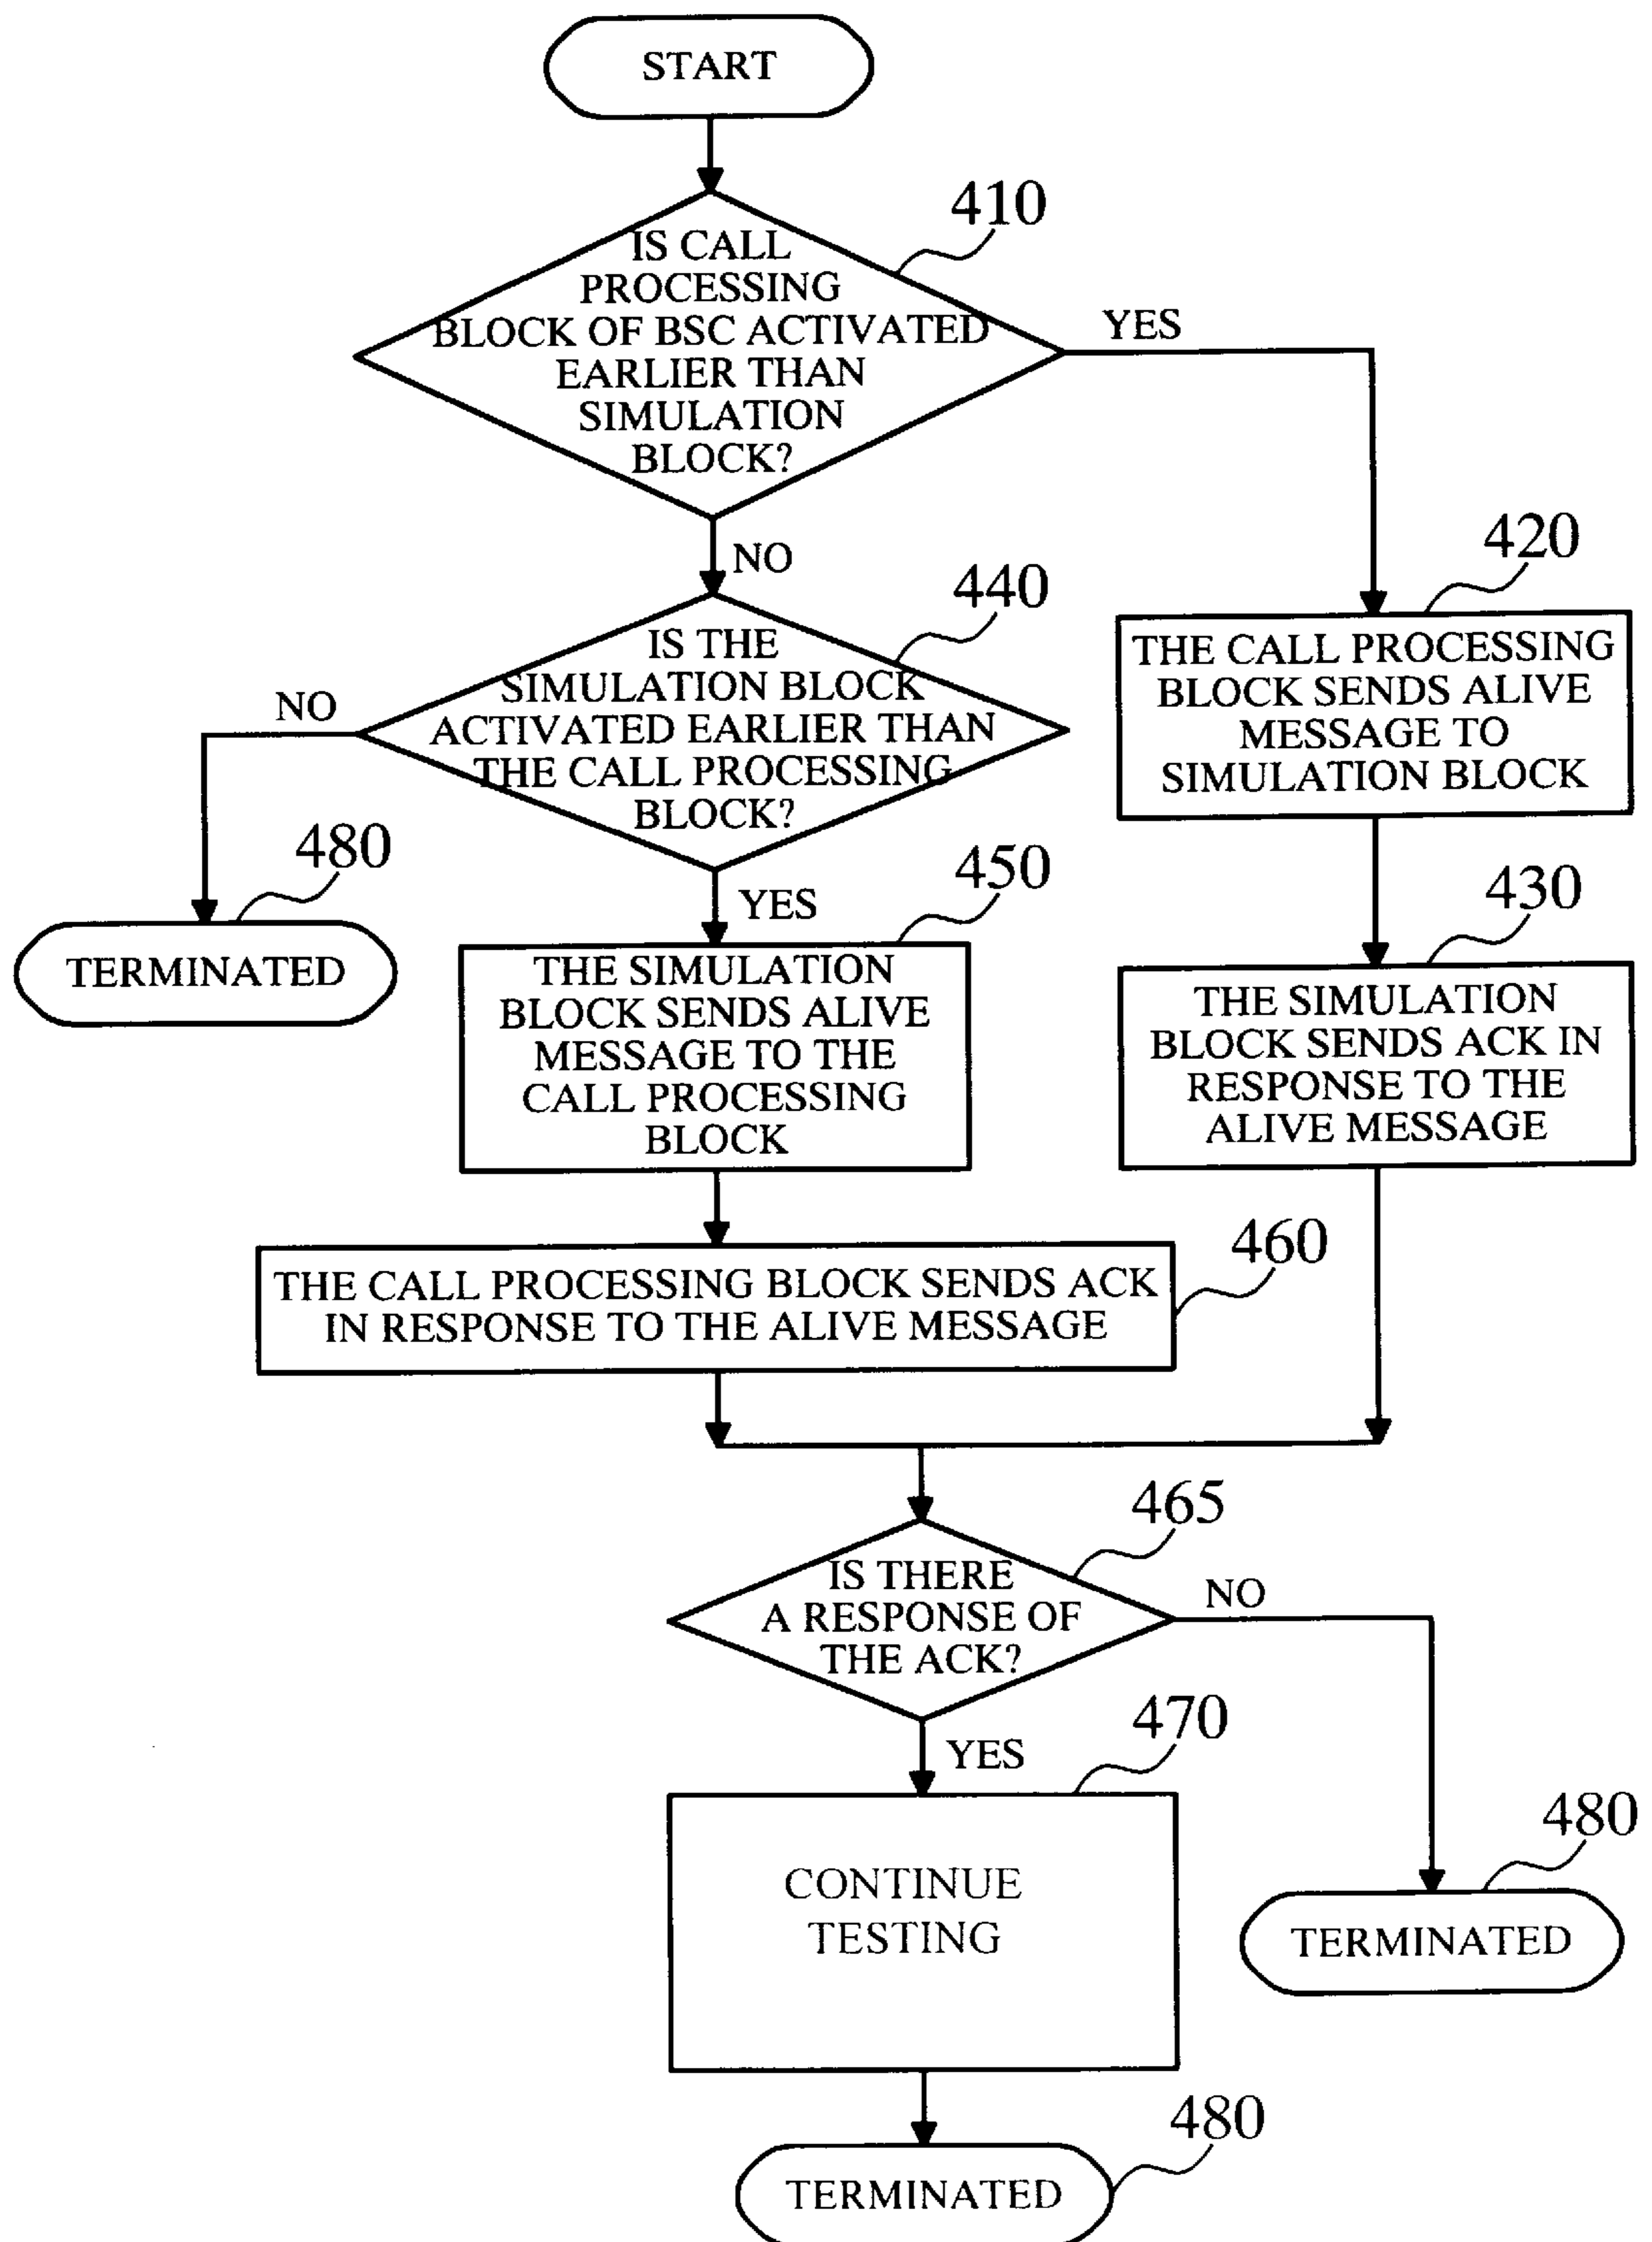 START
410
IS CALL
PROCESSING
BLOCK OF BSC ACTIVATED
EARLIER THAN
SIMULATION
BLOCK?
YES
NO
440
IS THE
SIMULATION BLOCK
ACTIVATED EARLIER THAN
THE CALL PROCESSING
BLOCK?
NO
YES
420
THE CALL PROCESSING
BLOCK SENDS ALIVE
MESSAGE TO
SIMULATION BLOCK
480
TERMINATED
450
THE SIMULATION
BLOCK SENDS ALIVE
MESSAGE TO THE
CALL PROCESSING
BLOCK
430
THE SIMULATION
BLOCK SENDS ACK IN
RESPONSE TO THE
ALIVE MESSAGE
460
THE CALL PROCESSING BLOCK SENDS ACK
IN RESPONSE TO THE ALIVE MESSAGE
465
IS THERE
A RESPONSE OF
THE ACK?
NO
YES
470
CONTINUE
TESTING
480
TERMINATED
480
TERMINATED